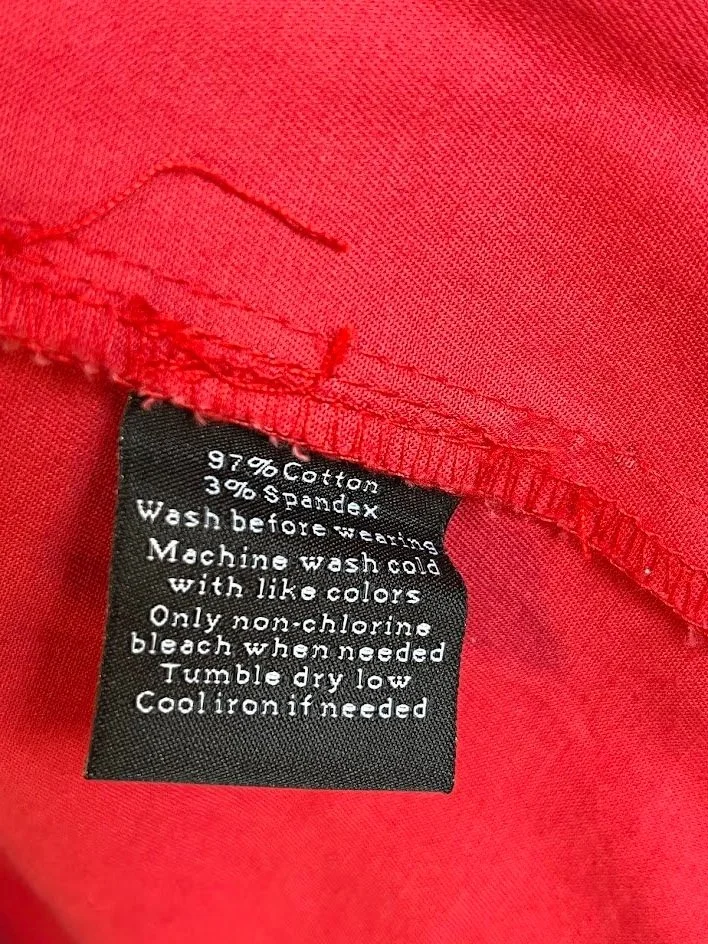 97% Cotton
3% Spandex
Wash before wearing
Machine wash cold
with like colors
Only non-chlorine
bleach when needed
Tumble dry low
Cool iron if needed